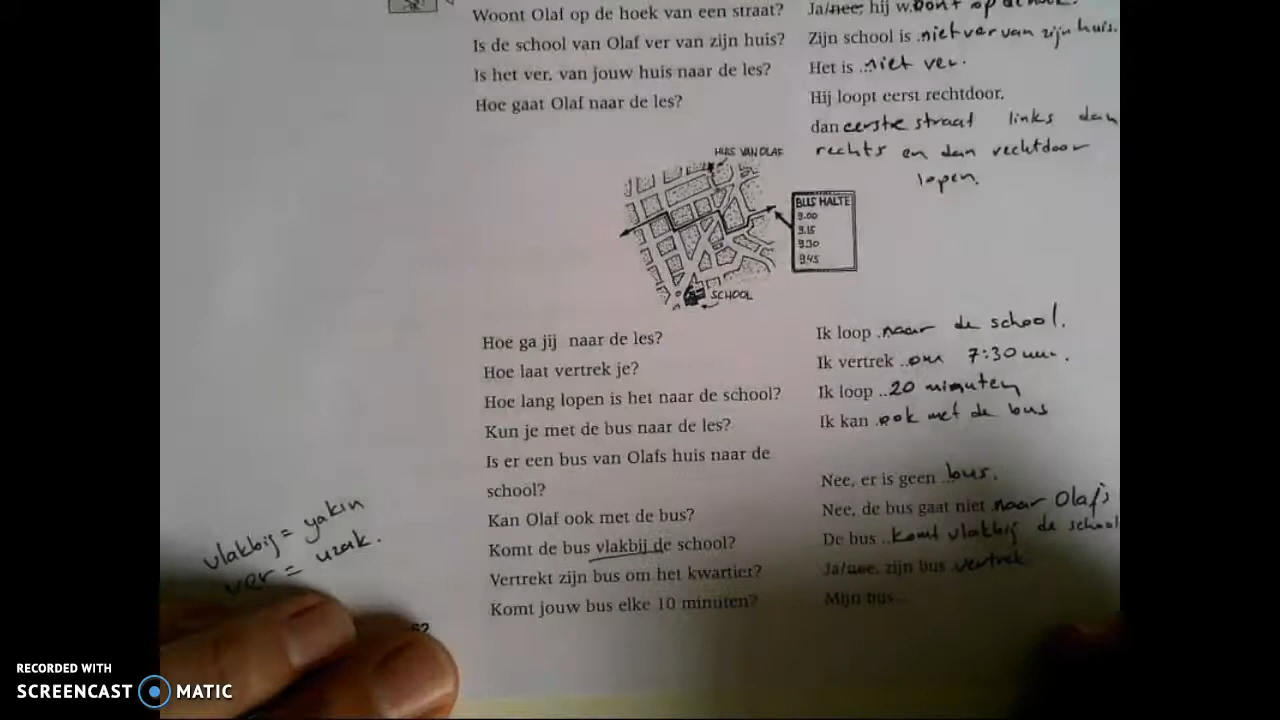 Woont Olaf op de hoek van een straat? Ja/nee, hij w.oont op de
Is de school van Olaf ver van zijn huis? Zijn school is .niet ver van zijn huis.
Is het ver, van jouw huis naar de les? Het is ...niet ver.
Hoe gaat Olaf naar de les? Hij loopt eerst rechtdoor,
dan eerste straat links dan
rechts en dan rechtdoor
lopen.
HUIS VAN OLAF
BUS HALTE
9.00
9.15
9.30
9.45
SCHOOL
Hoe ga jij naar de les? Ik loop ..naar de school.
Hoe laat vertrek je? Ik vertrek ..om 7:30 uur.
Hoe lang lopen is het naar de school? Ik loop ..20 minuten
Kun je met de bus naar de les? Ik kan .ook met de bus
Is er een bus van Olafs huis naar de
school? Nee, er is geen ..bus.
Kan Olaf ook met de bus? Nee, de bus gaat niet .naar Olaf's
Komt de bus vlakbij de school? De bus ..komt vlakbij de school
Vertrekt zijn bus om het kwartier? Ja/nee, zijn bus .vertrek
Komt jouw bus elke 10 minuten? Mijn bus...
vlakbij = yakın
ver = uzak.
62
RECORDED WITH
SCREENCAST MATIC